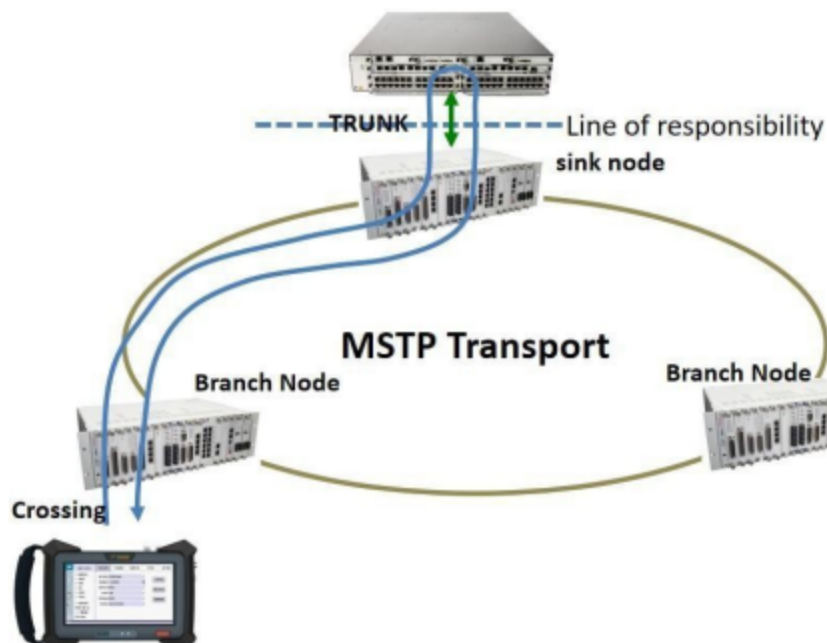 TRUNK
Line of responsibility
sink node
MSTP Transport
Branch Node
Branch Node
Crossing